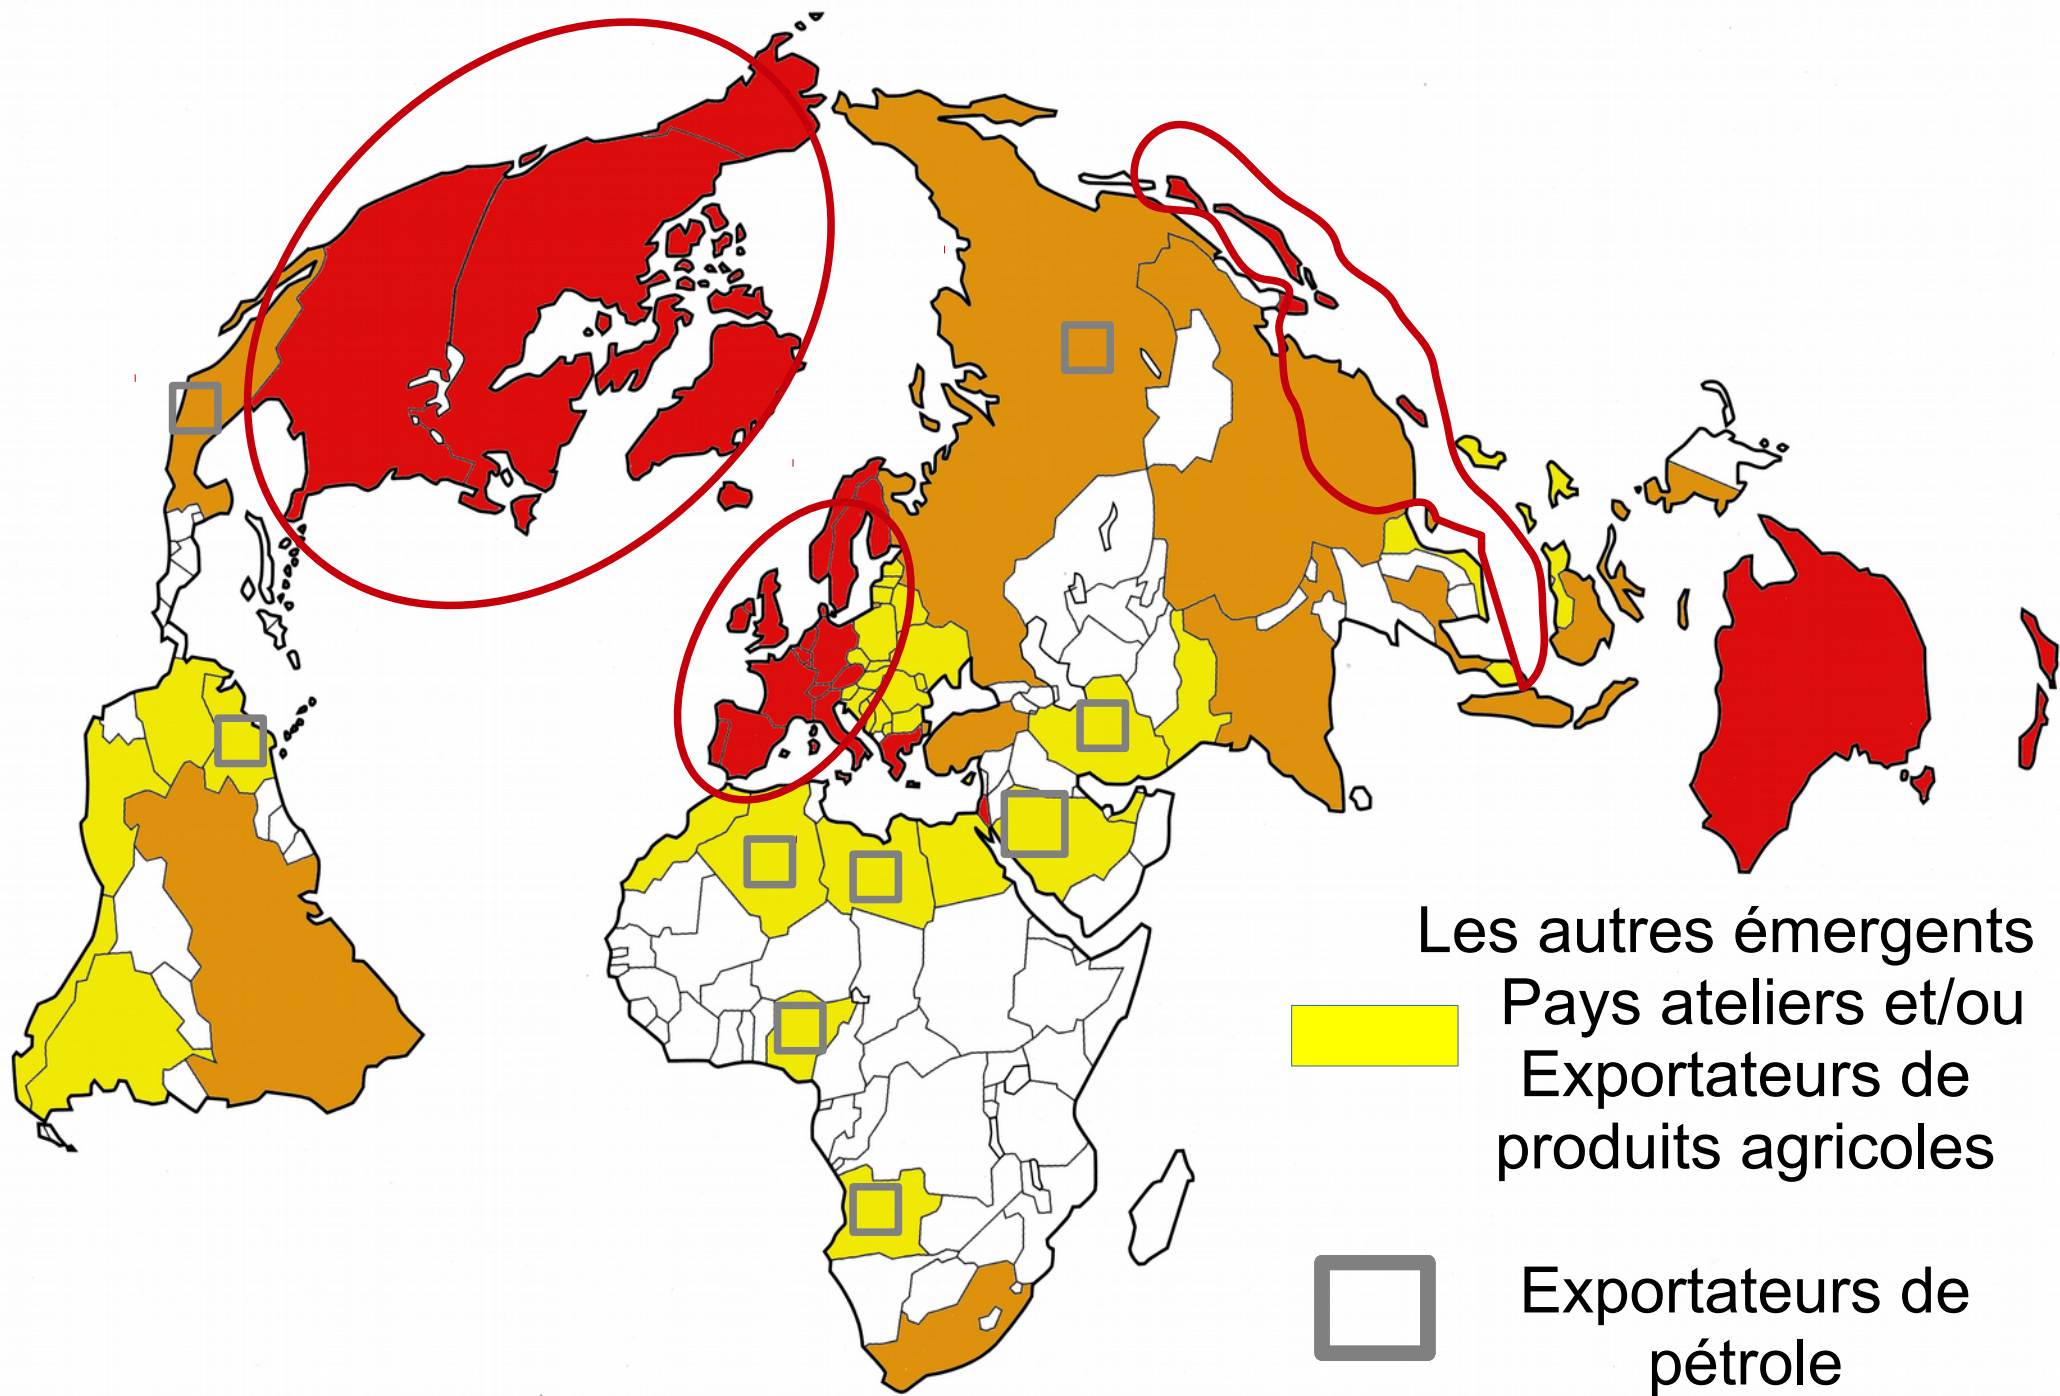 Les autres émergents
Pays ateliers et/ou
Exportateurs de
produits agricoles
Exportateurs de
pétrole